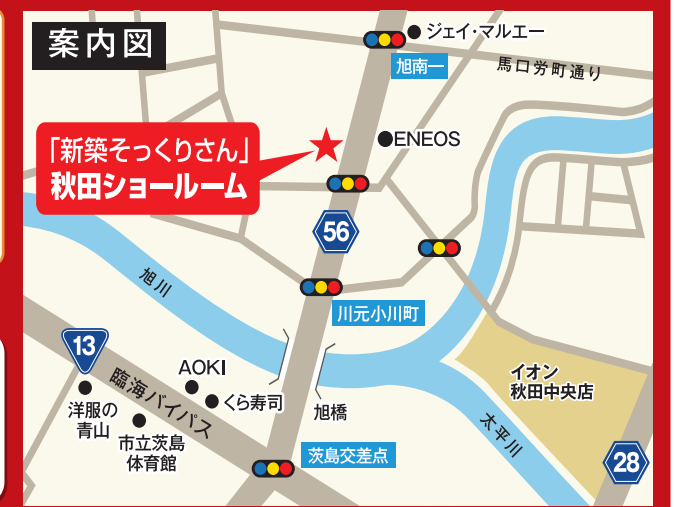 案内図
ジェイ・マルエー
旭南一
馬口労町通り
ENEOS
「新築そっくりさん」
秋田ショールーム
56
旭川
川元小川町
13
臨海バイパス
AOKI
くら寿司
旭橋
洋服の
青山
市立茨島
体育館
茨島交差点
イオン
秋田中央店
太平川
28